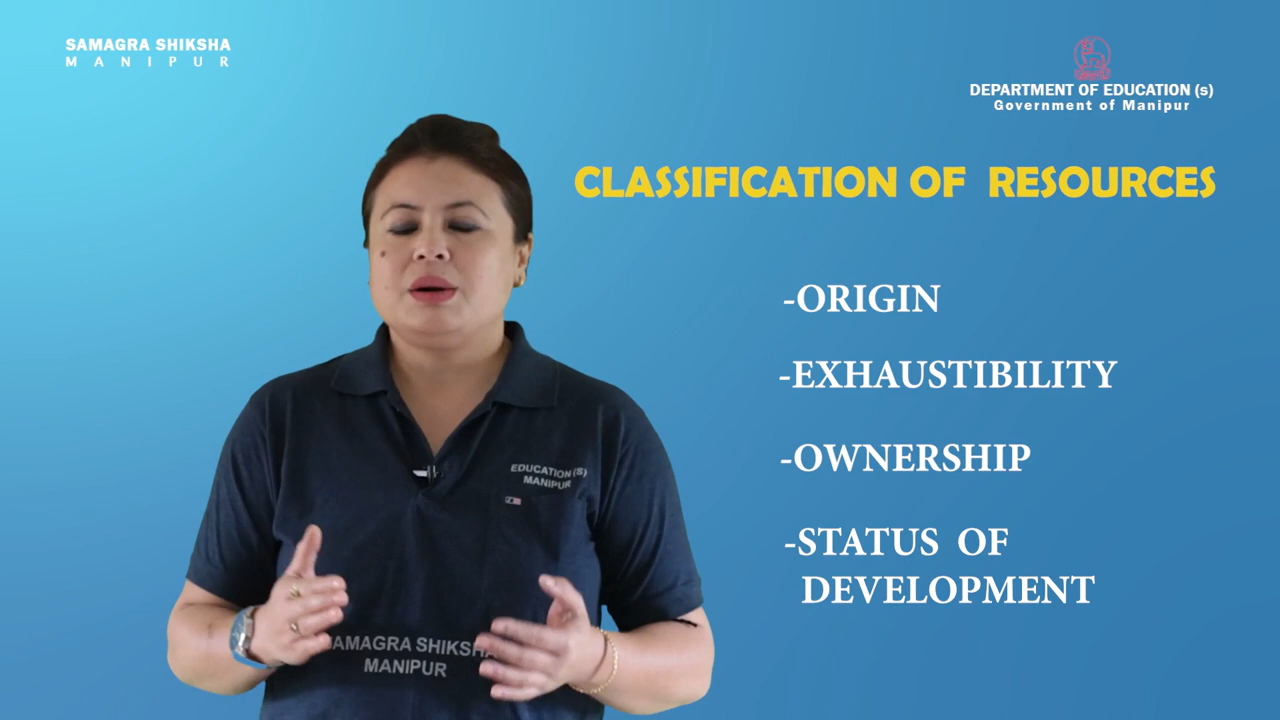 SAMAGRA SHIKSHA
MANIPUR
DEPARTMENT OF EDUCATION (s)
Government of Manipur
CLASSIFICATION OF RESOURCES
-ORIGIN
-EXHAUSTIBILITY
-OWNERSHIP
-STATUS OF
DEVELOPMENT
EDUCATION (S)
MANIPUR
SAMAGRA SHIKSHA
MANIPUR